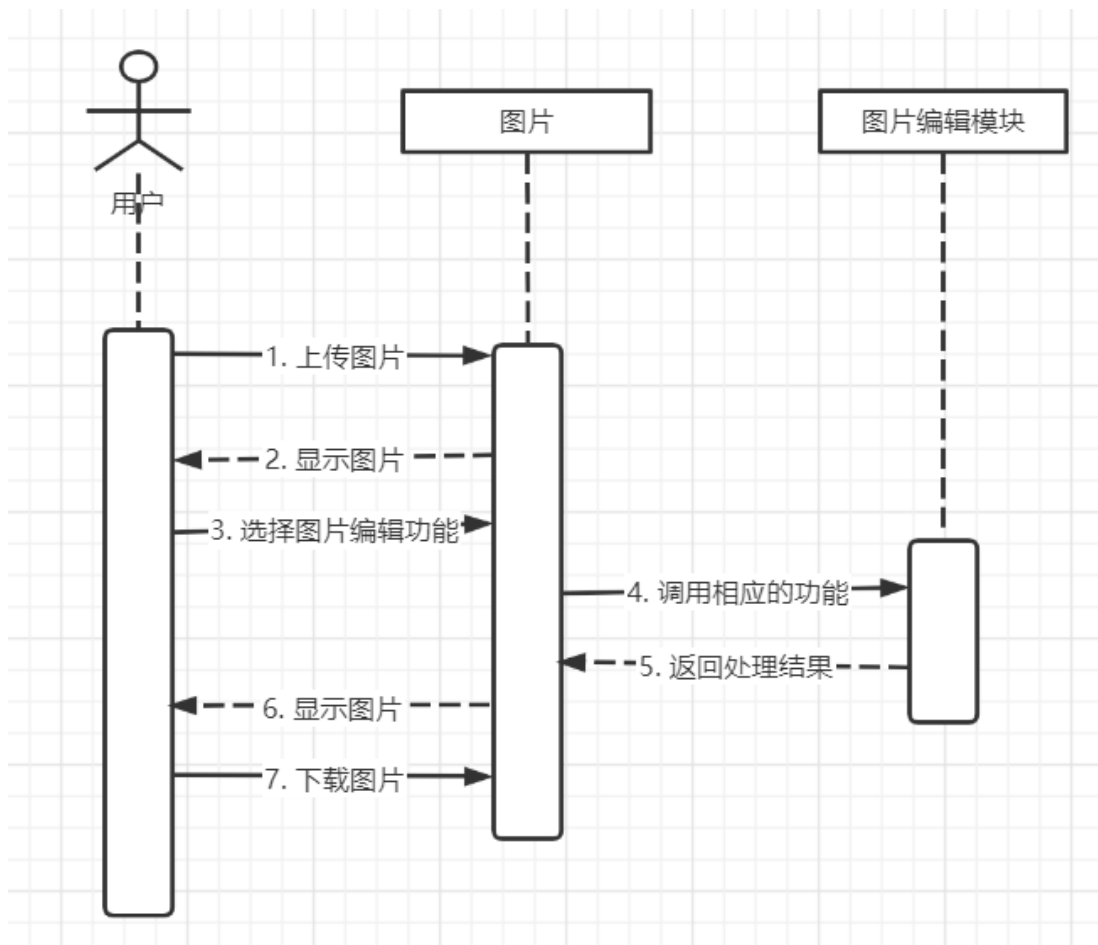 图片
图片编辑模块
用户
1. 上传图片
2. 显示图片
3. 选择图片编辑功能
4. 调用相应的功能
5. 返回处理结果
6. 显示图片
7. 下载图片